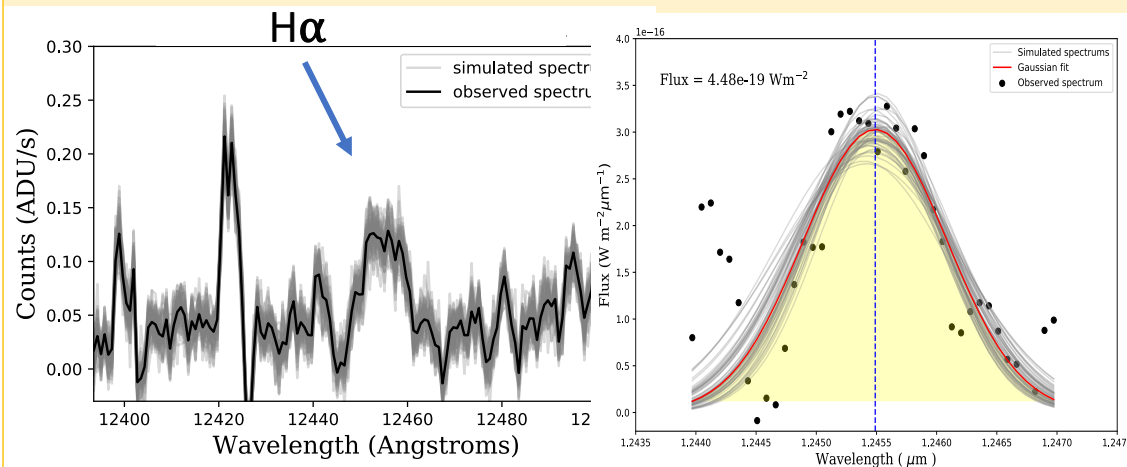 Hα
0.30
0.25
0.20
0.15
0.10
0.05
0.00
Counts (ADU/s)
simulated spectru
observed spectru
12400
12420
12440
12460
12480
12
Wavelength (Angstroms)
1e−16
4.0
3.5
3.0
2.5
2.0
1.5
1.0
0.5
0.0
Flux (W m−2μm−1)
Flux = 4.48e-19 Wm−2
Simulated spectrums
Gaussian fit
Observed spectrum
1,2435
1,2440
1,2445
1,2450
1,2455
1,2460
1,2465
1,2470
1,247
Wavelength ( μm )